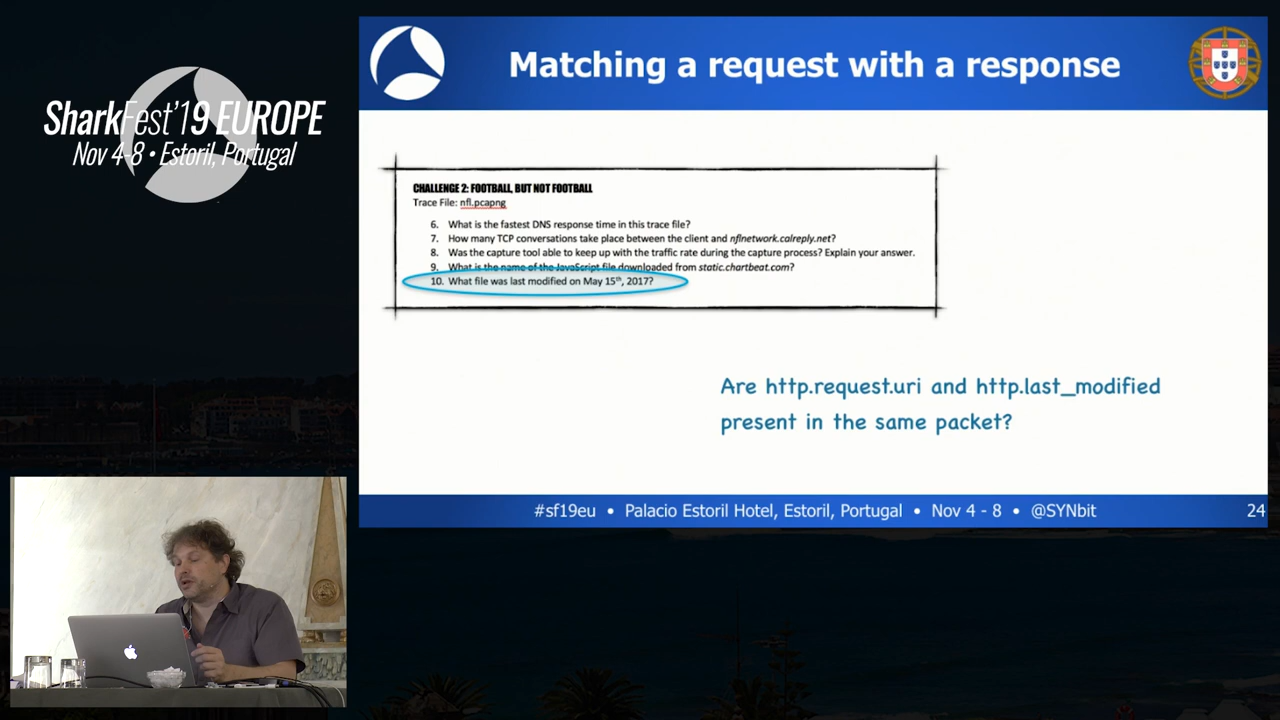 SharkFest'19 EUROPE
Nov 4-8 • Estoril, Portugal
Matching a request with a response
CHALLENGE 2: FOOTBALL, BUT NOT FOOTBALL
Trace File: nfl.pcapng
6. What is the fastest DNS response time in this trace file?
7. How many TCP conversations take place between the client and nflnetwork.calreply.net?
8. Was the capture tool able to keep up with the traffic rate during the capture process? Explain your answer.
9. What is the name of the JavaScript file downloaded from static.chartbeat.com?
10. What file was last modified on May 15th, 2017?
Are http.request.uri and http.last_modified
present in the same packet?
#sf19eu • Palacio Estoril Hotel, Estoril, Portugal • Nov 4 - 8 • @SYNbit
24